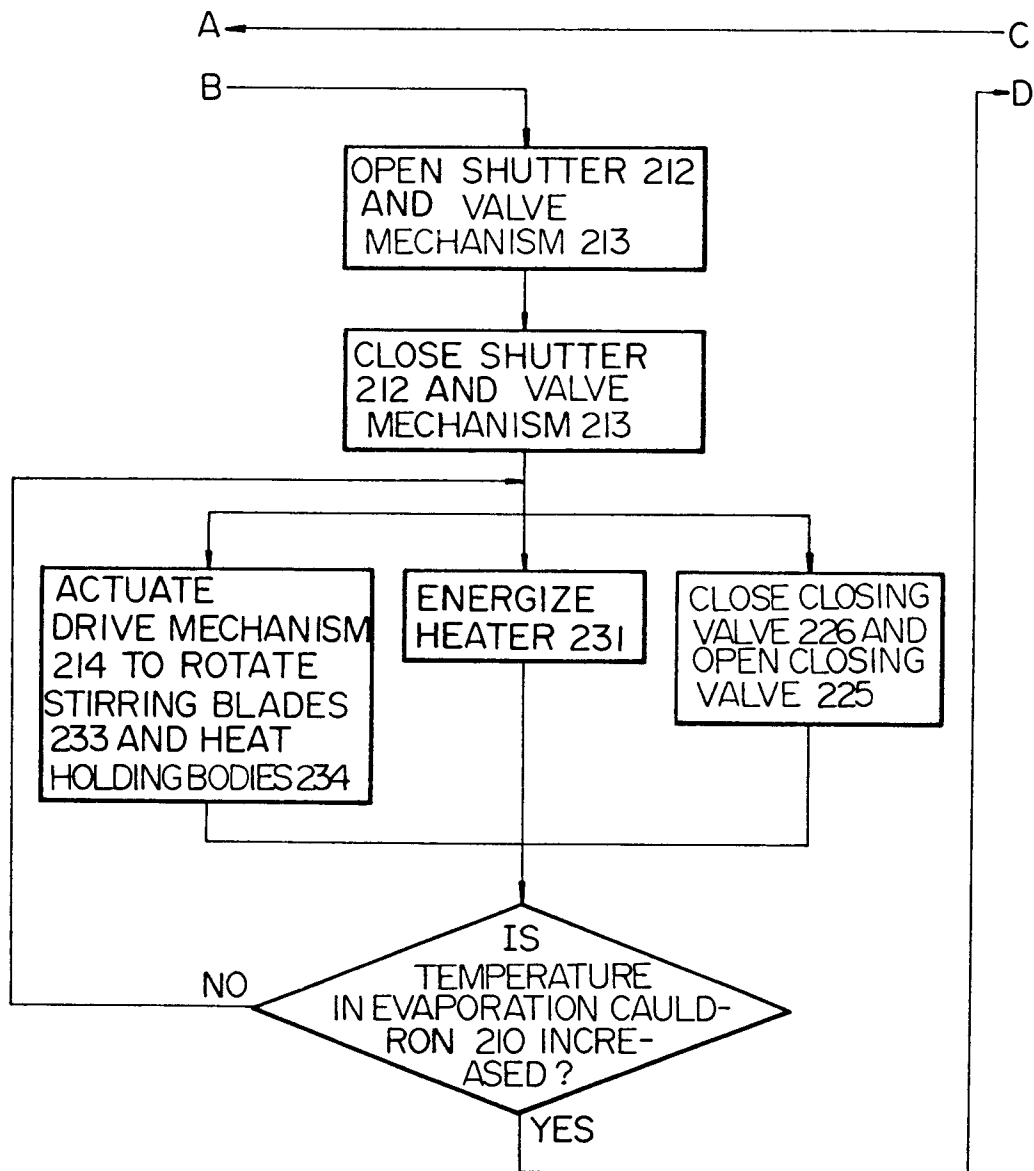 A
C
B
D
OPEN SHUTTER 212
AND VALVE
MECHANISM 213
CLOSE SHUTTER
212 AND VALVE
MECHANISM 213
ACTUATE
DRIVE MECHANISM
214 TO ROTATE
STIRRING BLADES
233 AND HEAT
HOLDING BODIES 234
ENERGIZE
HEATER 231
CLOSE CLOSING
VALVE 226 AND
OPEN CLOSING
VALVE 225
IS
TEMPERATURE
IN EVAPORATION CAULD-
RON 210 INCRE-
ASED?
NO
YES